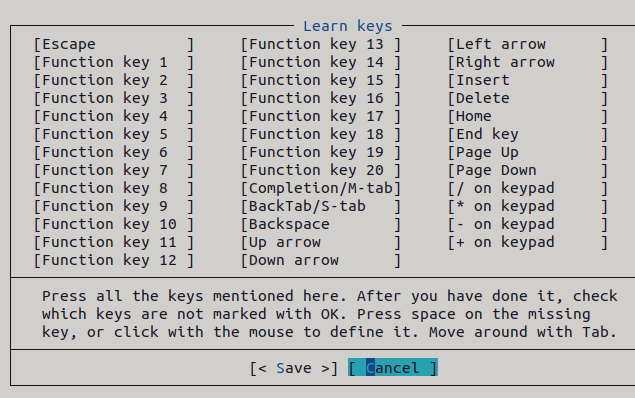 Learn keys
[Escape          ]     [Function key 13 ]     [Left arrow      ]
[Function key 1  ]     [Function key 14 ]     [Right arrow     ]
[Function key 2  ]     [Function key 15 ]     [Insert          ]
[Function key 3  ]     [Function key 16 ]     [Delete          ]
[Function key 4  ]     [Function key 17 ]     [Home            ]
[Function key 5  ]     [Function key 18 ]     [End key         ]
[Function key 6  ]     [Function key 19 ]     [Page Up         ]
[Function key 7  ]     [Function key 20 ]     [Page Down       ]
[Function key 8  ]     [Completion/M-tab]     [/ on keypad     ]
[Function key 9  ]     [BackTab/S-tab   ]     [* on keypad     ]
[Function key 10 ]     [Backspace       ]     [- on keypad     ]
[Function key 11 ]     [Up arrow        ]     [+ on keypad     ]
[Function key 12 ]     [Down arrow      ]
Press all the keys mentioned here. After you have done it, check
which keys are not marked with OK. Press space on the missing
key, or click with the mouse to define it. Move around with Tab.
[< Save >] [ Cancel ]